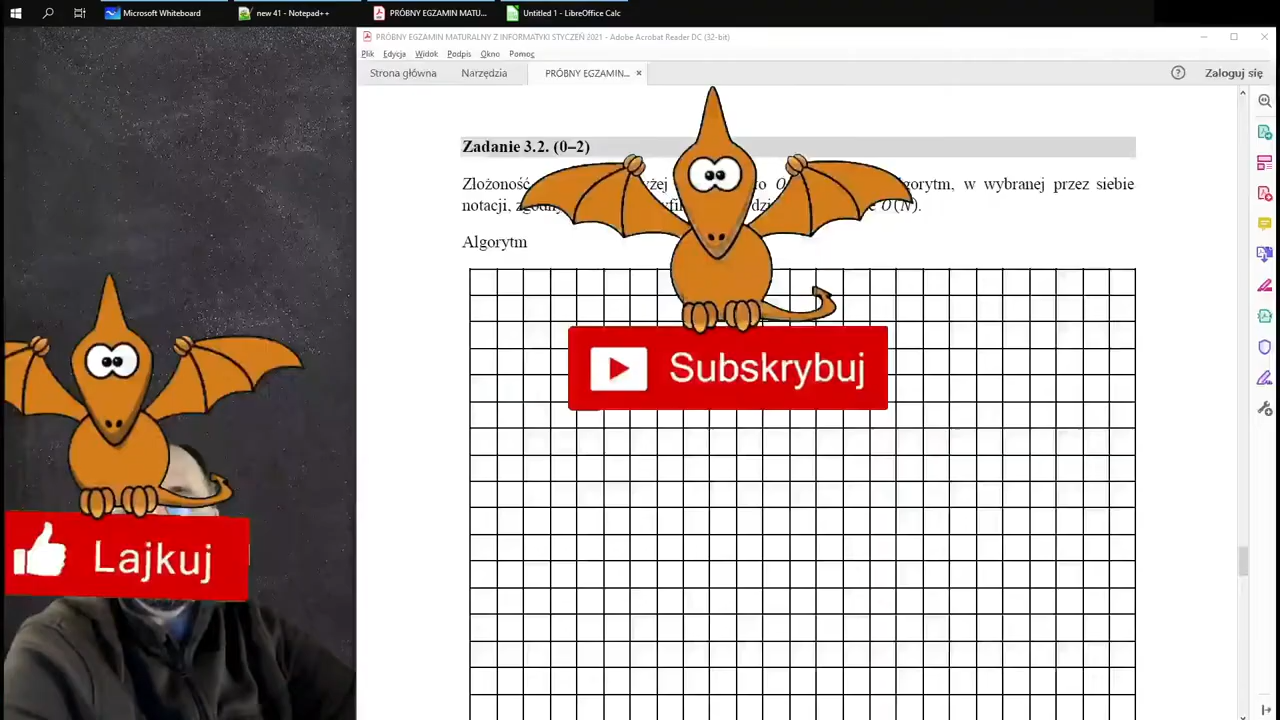 Microsoft Whiteboard
new 41 - Notepad++
PRÓBNY EGZAMIN MATU...
Untitled 1 - LibreOffice Calc
PRÓBNY EGZAMIN MATURALNY Z INFORMATYKI STYCZEŃ 2021 - Adobe Acrobat Reader DC (32-bit)
Plik Edycja Widok Podpis Okno Pomoc
Strona główna Narzędzia PRÓBNY EGZAMIN... × Zaloguj się
Zadanie 3.2. (0–2)
Złożoność to w wybranej przez siebie
notacji, O(N).
Algorytm
Subskrybuj
Lajkuj